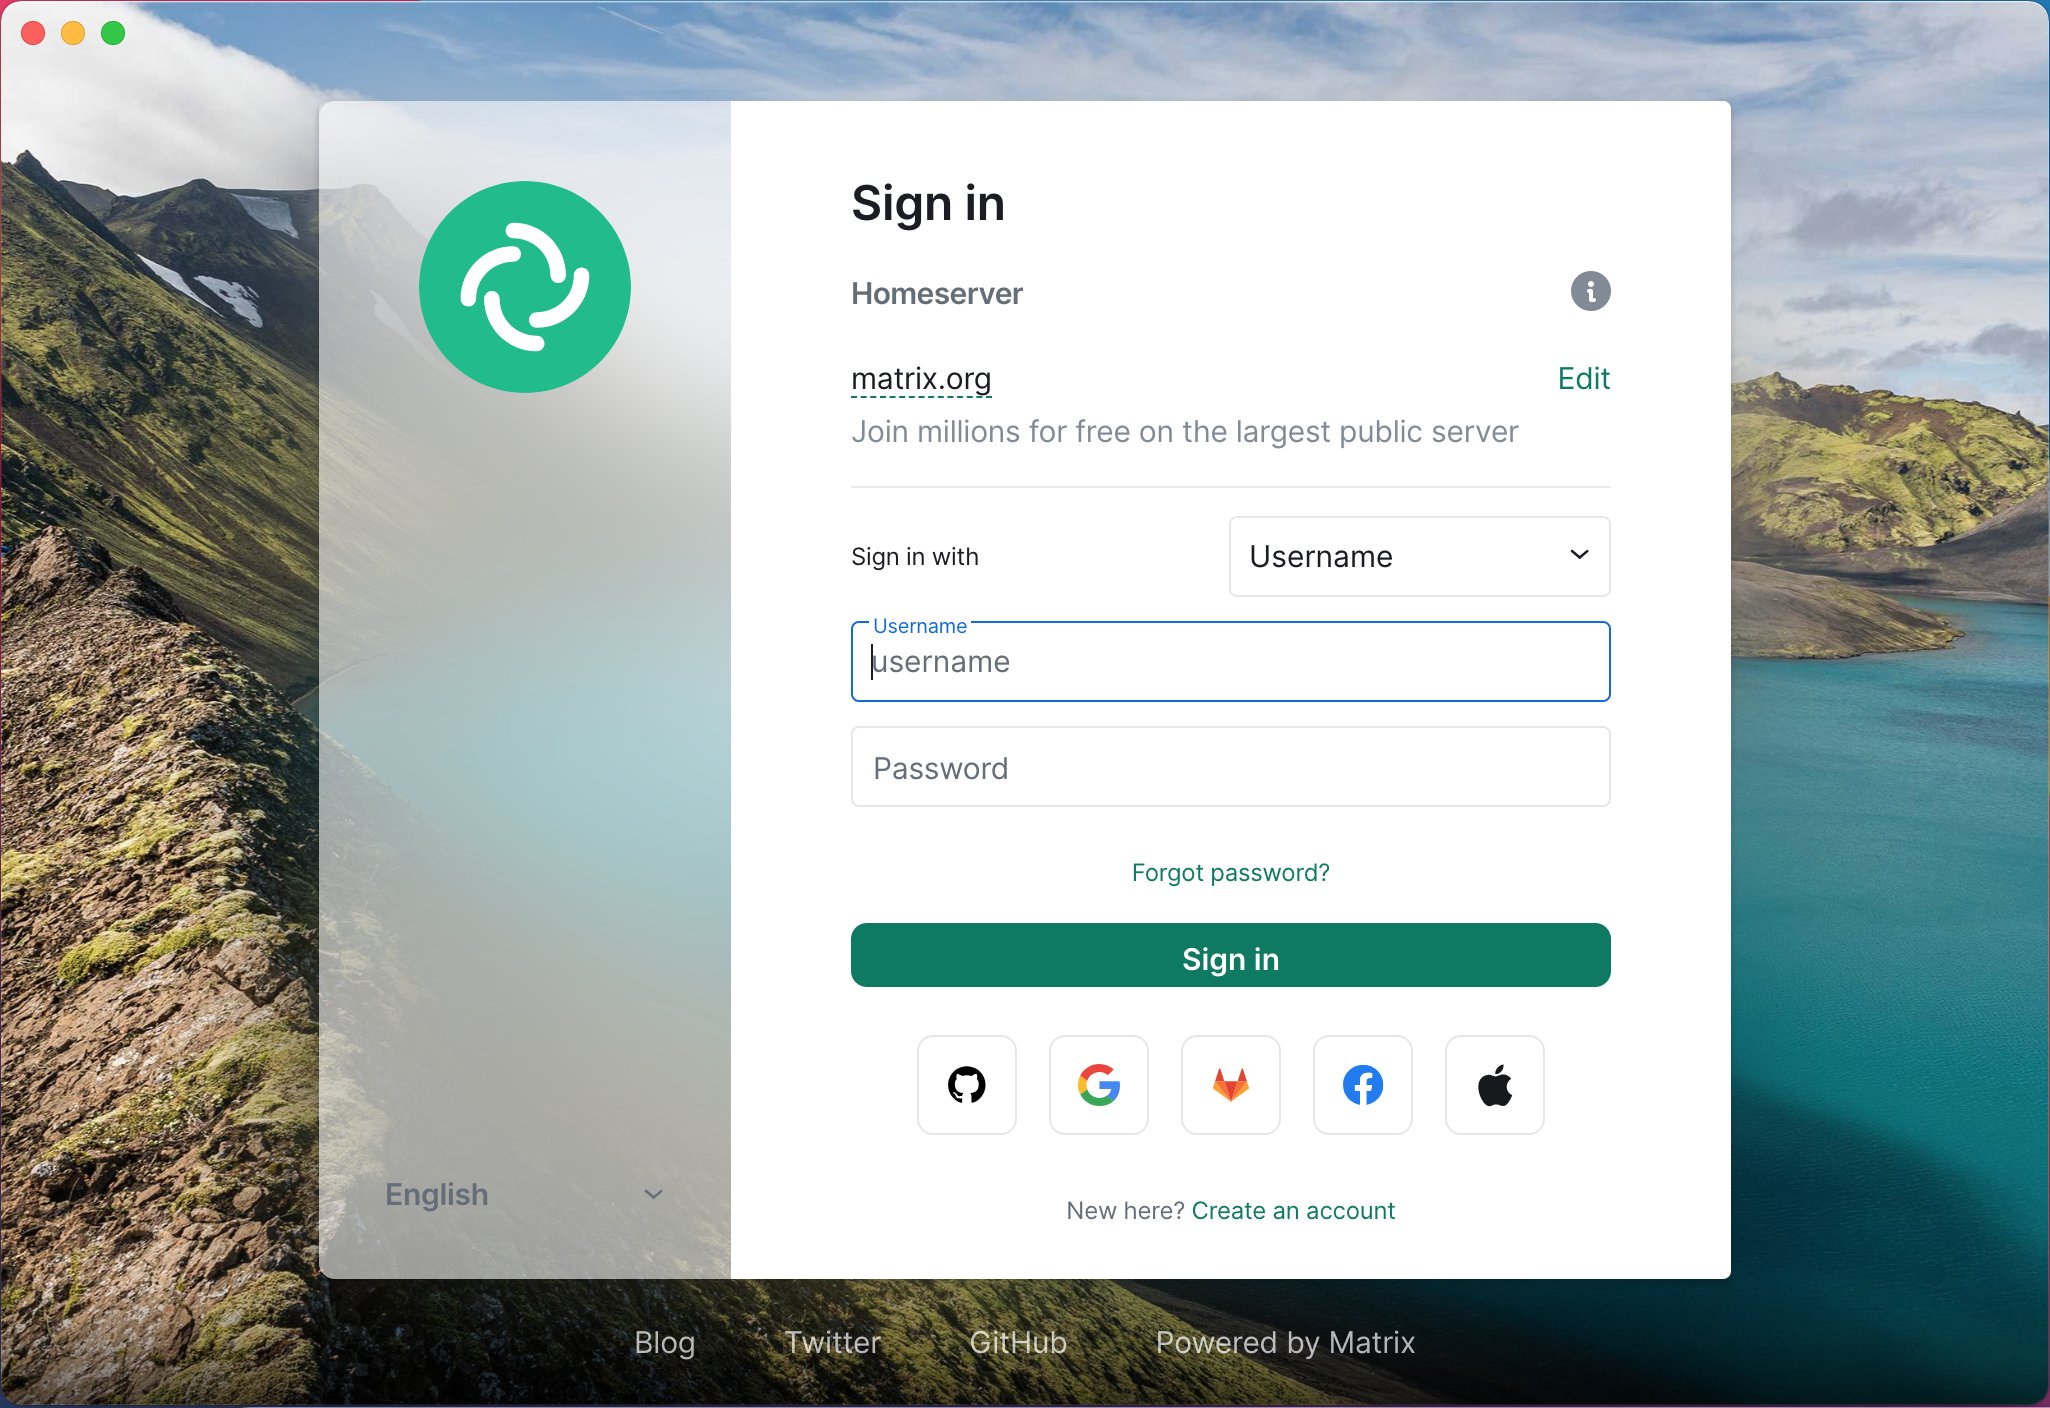 Sign in
Homeserver
matrix.org
Edit
Join millions for free on the largest public server
Sign in with
Username
Username
username
Password
Forgot password?
Sign in
New here? Create an account
English
Blog
Twitter
GitHub
Powered by Matrix